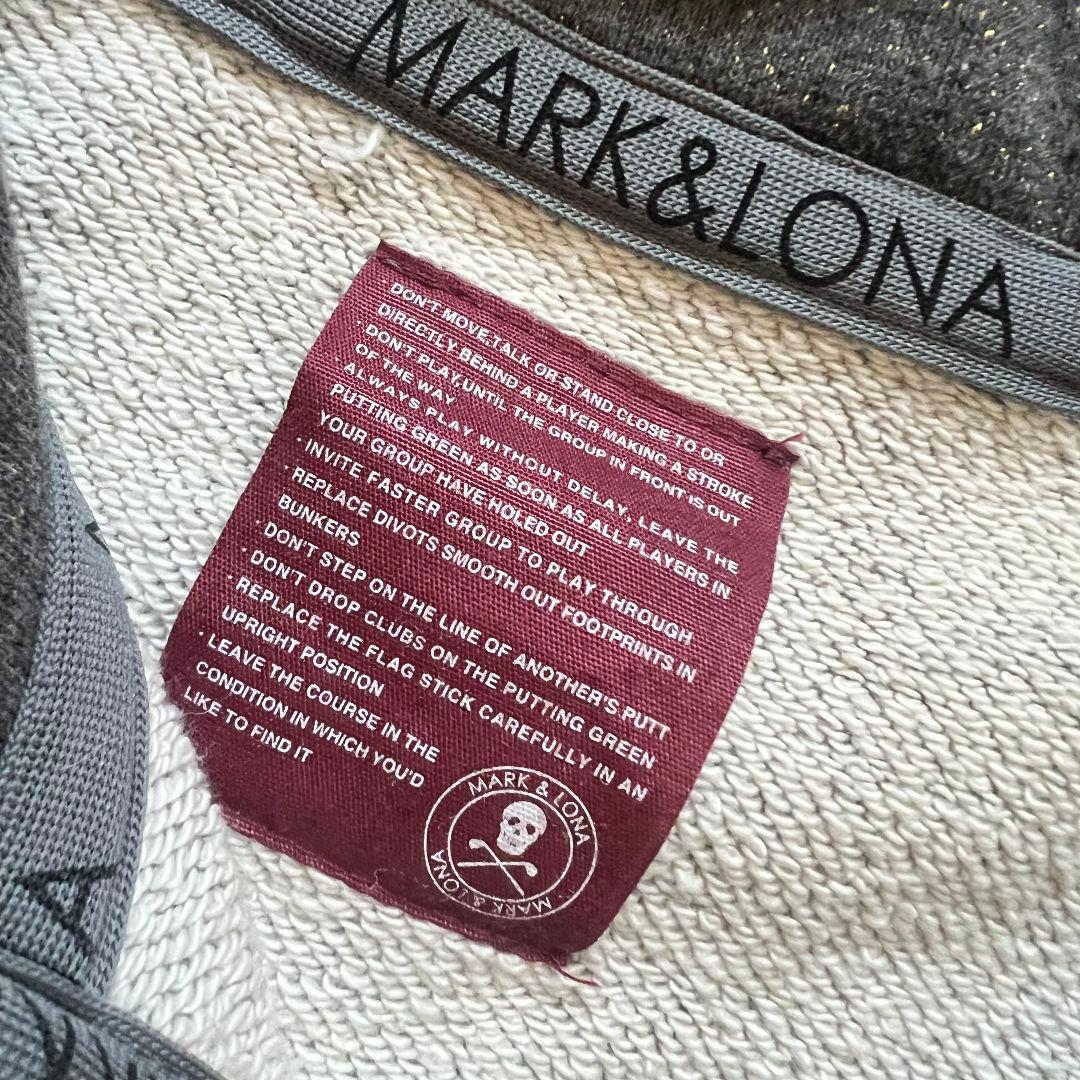 MARK&LONA
DON'T MOVE,TALK OR STAND CLOSE TO OR
DIRECTLY BEHIND A PLAYER MAKING A STROKE
· DON'T PLAY,UNTIL THE GROUP IN FRONT IS OUT
OF THE WAY
· ALWAYS PLAY WITHOUT DELAY, LEAVE THE
PUTTING GREEN AS SOON AS ALL PLAYERS IN
YOUR GROUP HAVE HOLED OUT
· INVITE FASTER GROUP TO PLAY THROUGH
· REPLACE DIVOTS SMOOTH OUT FOOTPRINTS IN
BUNKERS
· DON'T STEP ON THE LINE OF ANOTHER'S PUTT
· DON'T DROP CLUBS ON THE PUTTING GREEN
· REPLACE THE FLAG STICK CAREFULLY IN AN
UPRIGHT POSITION
· LEAVE THE COURSE IN THE
CONDITION IN WHICH YOU'D
LIKE TO FIND IT
MARK & LONA
MARK & LONA
A